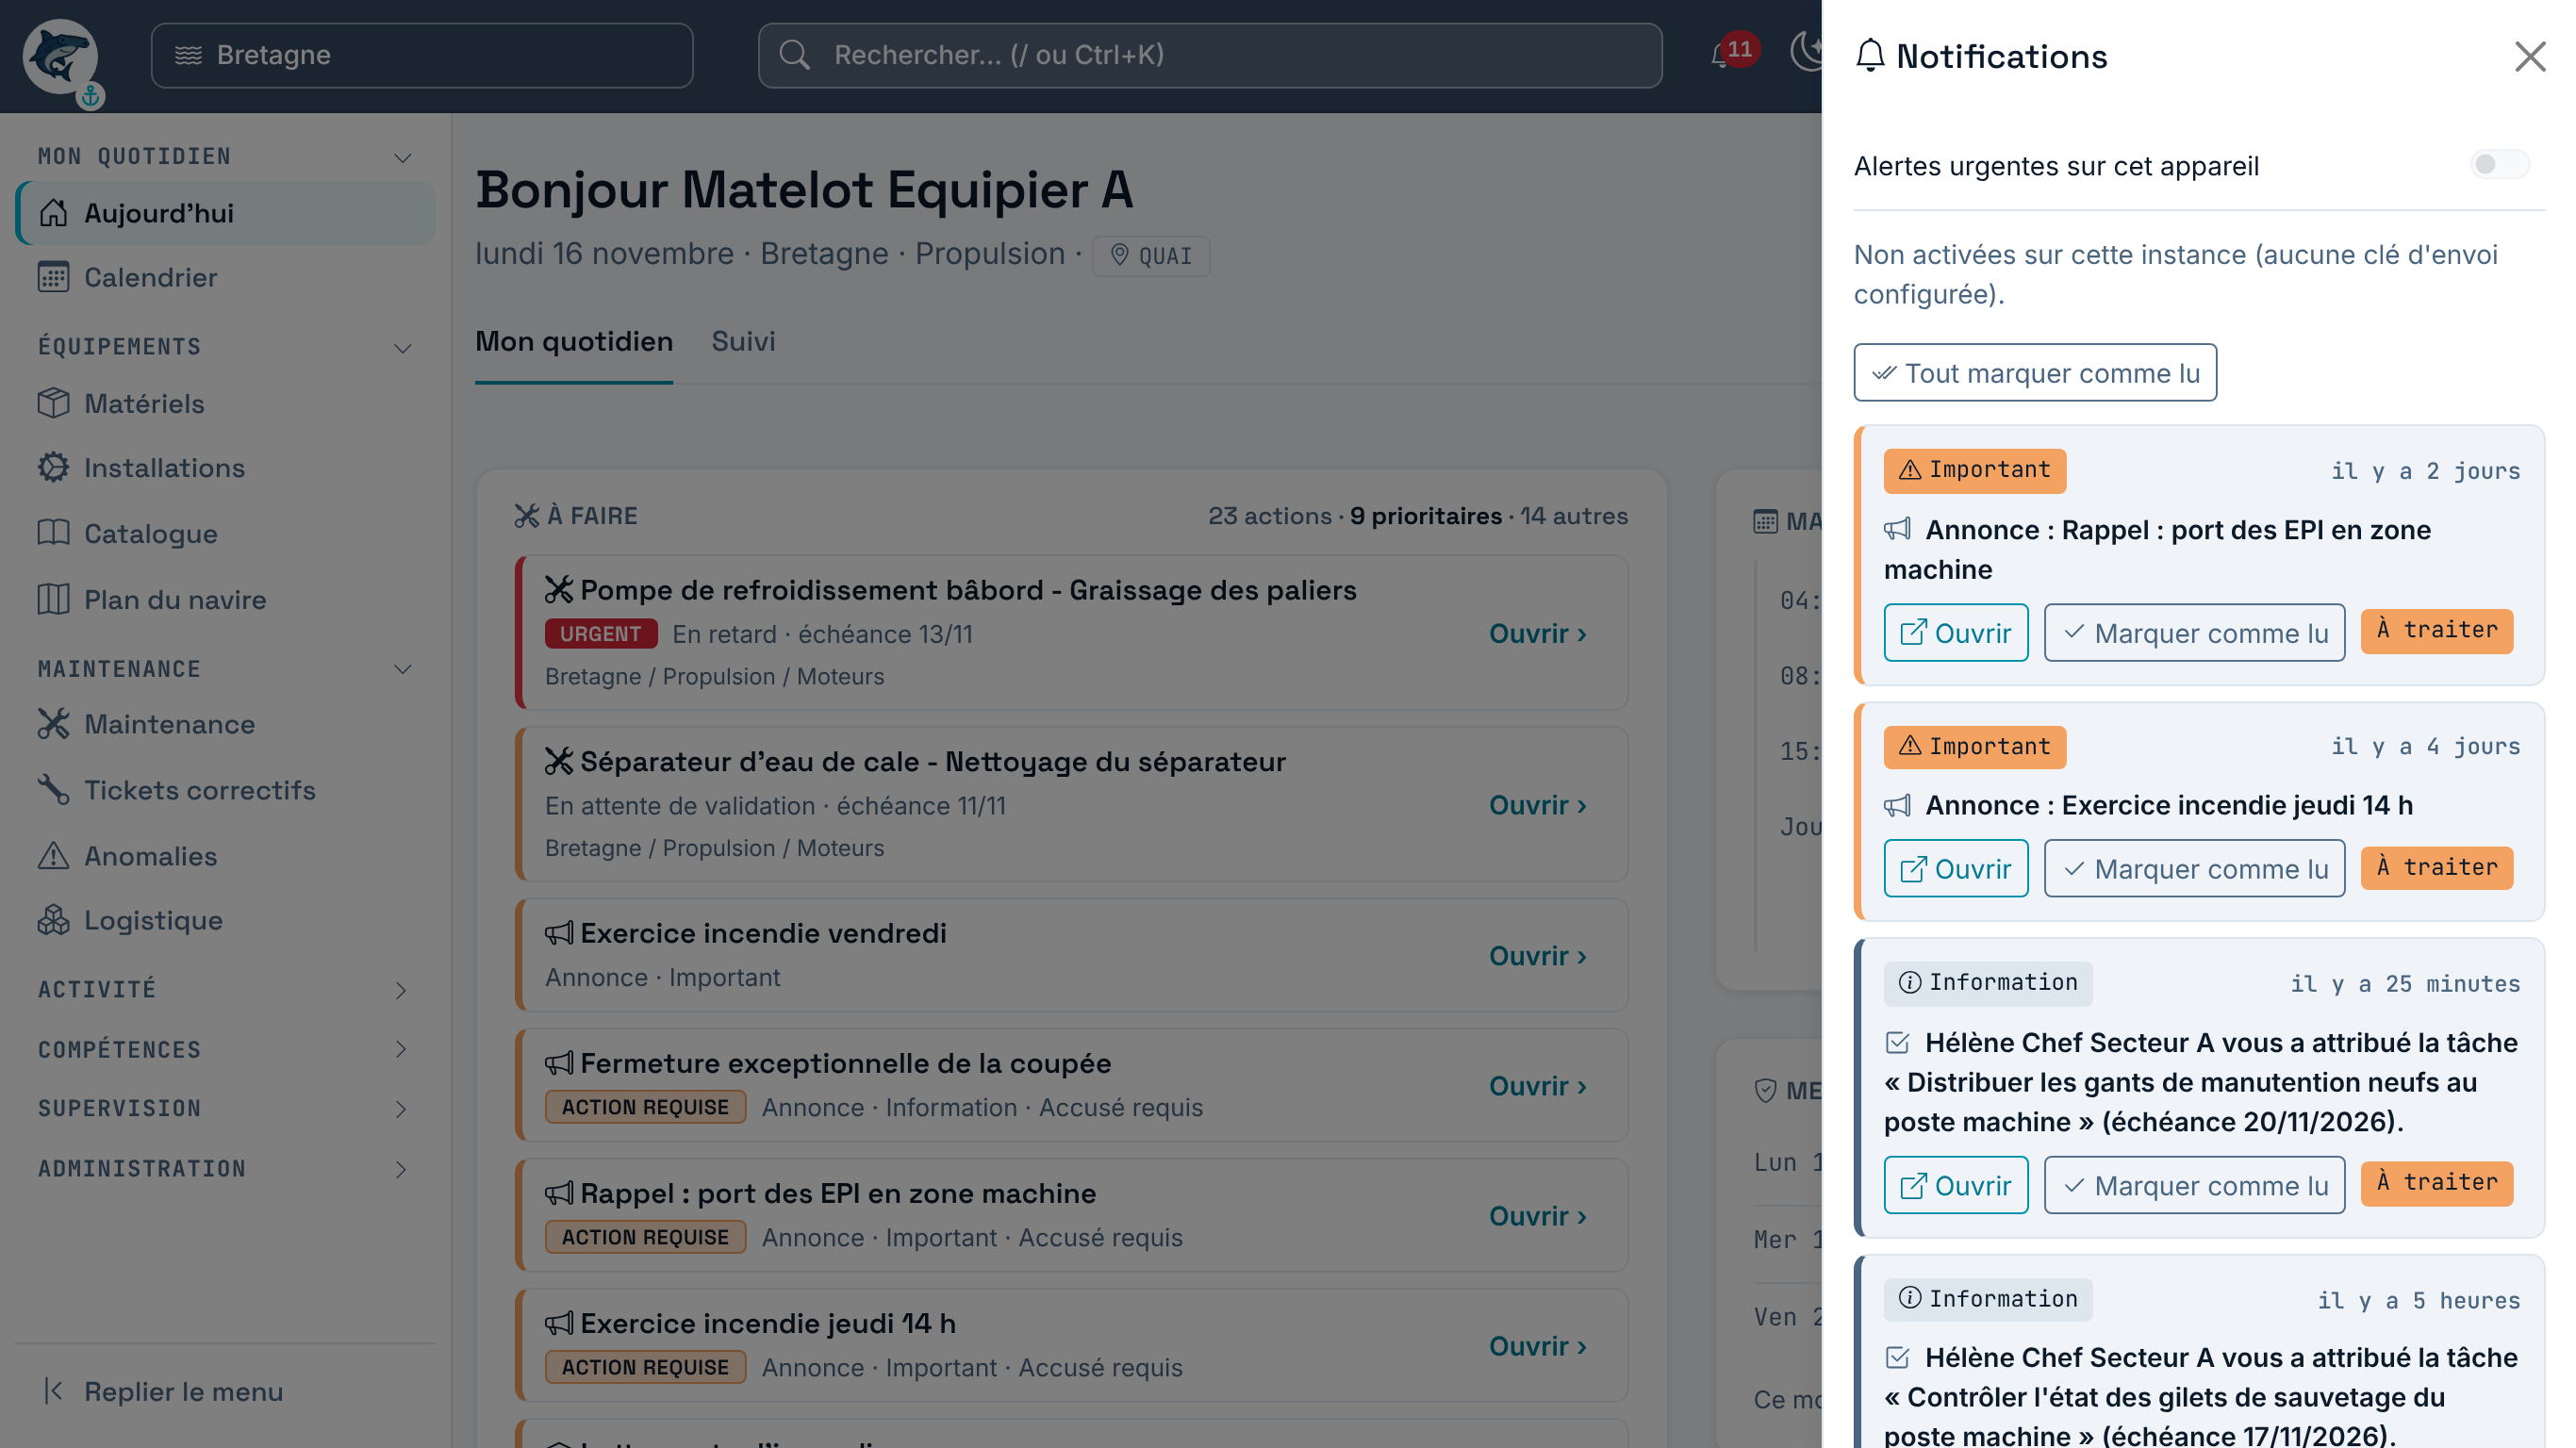 Bretagne
Rechercher... (/ ou Ctrl+K)
11
MON QUOTIDIEN
Aujourd'hui
Calendrier
ÉQUIPEMENTS
Matériels
Installations
Catalogue
Plan du navire
MAINTENANCE
Maintenance
Tickets correctifs
Anomalies
Logistique
ACTIVITÉ
COMPÉTENCES
SUPERVISION
ADMINISTRATION
Replier le menu
Bonjour Matelot Equipier A
lundi 16 novembre · Bretagne · Propulsion · QUAI
Mon quotidien Suivi
À FAIRE
23 actions · 9 prioritaires · 14 autres
Pompe de refroidissement bâbord - Graissage des paliers
URGENT En retard · échéance 13/11
Bretagne / Propulsion / Moteurs
Ouvrir ›
Séparateur d'eau de cale - Nettoyage du séparateur
En attente de validation · échéance 11/11
Bretagne / Propulsion / Moteurs
Ouvrir ›
Exercice incendie vendredi
Annonce · Important
Ouvrir ›
Fermeture exceptionnelle de la coupée
ACTION REQUISE Annonce · Information · Accusé requis
Ouvrir ›
Rappel : port des EPI en zone machine
ACTION REQUISE Annonce · Important · Accusé requis
Ouvrir ›
Exercice incendie jeudi 14 h
ACTION REQUISE Annonce · Important · Accusé requis
Ouvrir ›
04:
08:
15:
Lun
Mer
Ven
Notifications
Alertes urgentes sur cet appareil
Non activées sur cette instance (aucune clé d'envoi
configurée).
Tout marquer comme lu
Important il y a 2 jours
Annonce : Rappel : port des EPI en zone
machine
Ouvrir Marquer comme lu À traiter
Important il y a 4 jours
Annonce : Exercice incendie jeudi 14 h
Ouvrir Marquer comme lu À traiter
Information il y a 25 minutes
Hélène Chef Secteur A vous a attribué la tâche
« Distribuer les gants de manutention neufs au
poste machine » (échéance 20/11/2026).
Ouvrir Marquer comme lu À traiter
Information il y a 5 heures
Hélène Chef Secteur A vous a attribué la tâche
« Contrôler l'état des gilets de sauvetage du
poste machine » (échéance 17/11/2026).